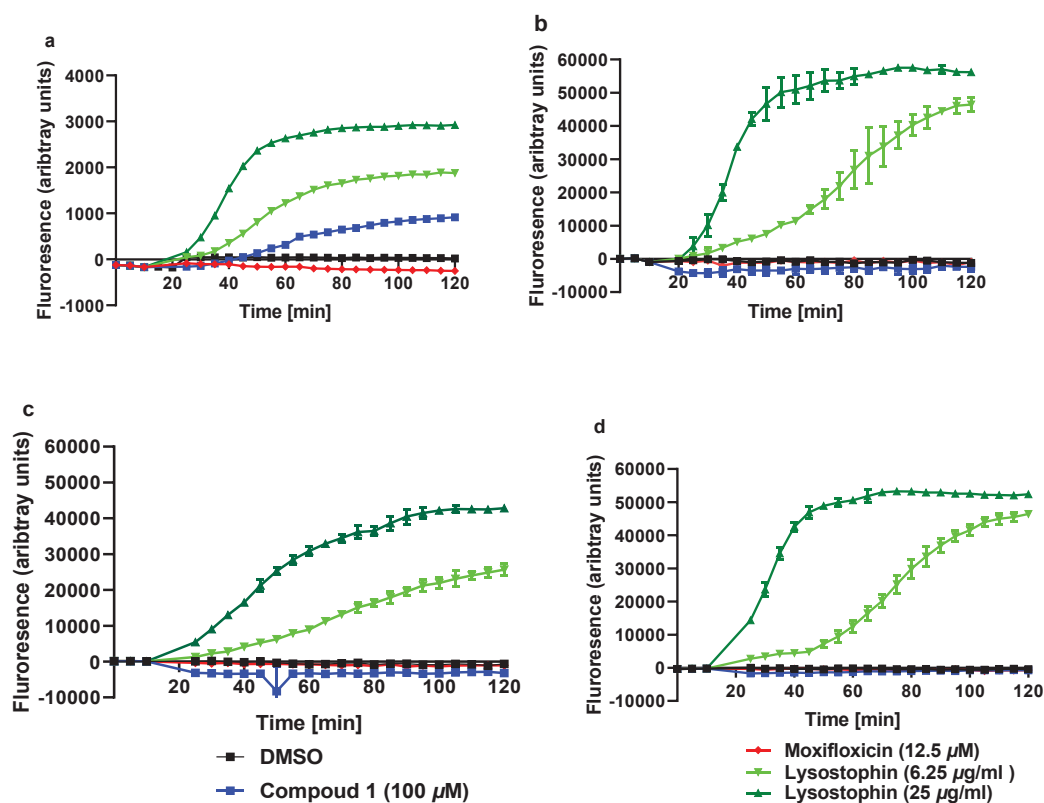 a
Fluroresence (aribtray units)
4000
3000
2000
1000
0
-1000
20 40 60 80 100 120
Time [min]
b
Fluroresence (aribtray units)
60000
50000
40000
30000
20000
10000
0
-10000
20 40 60 80 100 120
Time [min]
c
Fluroresence (aribtray units)
60000
50000
40000
30000
20000
10000
0
-10000
20 40 60 80 100 120
Time [min]
d
Fluroresence (aribtray units)
60000
50000
40000
30000
20000
10000
0
-10000
20 40 60 80 100 120
Time [min]
DMSO
Compoud 1 (100 µM)
Moxifloxicin (12.5 µM)
Lysostophin (6.25 µg/ml )
Lysostophin (25 µg/ml)